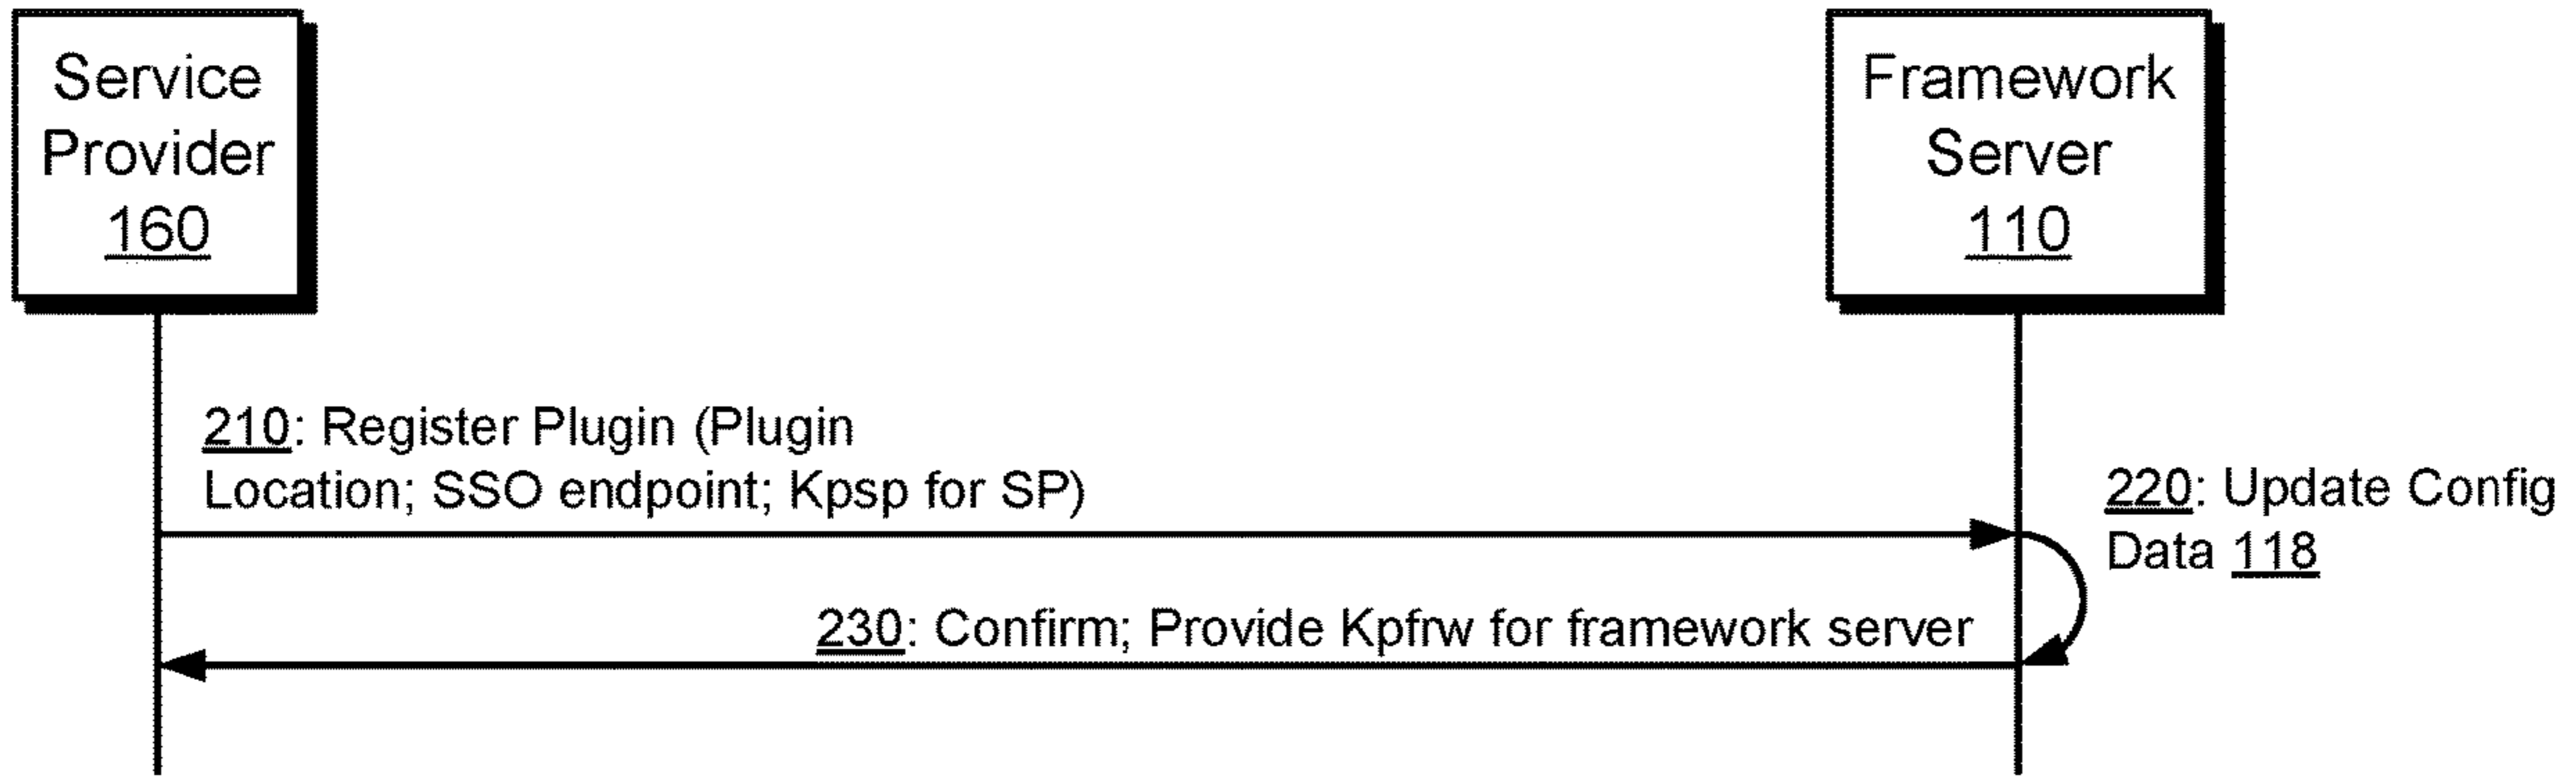 Service
Provider
160
Framework
Server
110
210: Register Plugin (Plugin
Location; SSO endpoint; Kpsp for SP)
220: Update Config
Data 118
230: Confirm; Provide Kpfrw for framework server